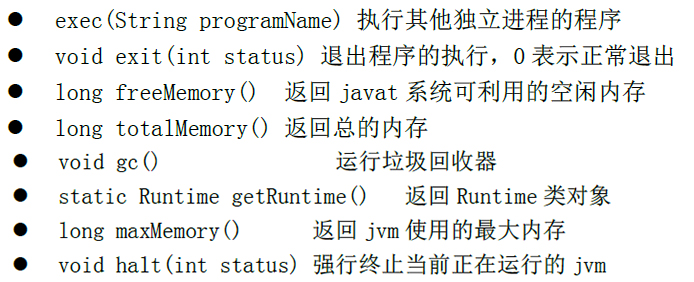 ● exec(String programName) 执行其他独立进程的程序
● void exit(int status) 退出程序的执行，0 表示正常退出
● long freeMemory() 返回 javat 系统可利用的空闲内存
● long totalMemory() 返回总的内存
● void gc() 运行垃圾回收器
● static Runtime getRuntime() 返回 Runtime 类对象
● long maxMemory() 返回 jvm 使用的最大内存
● void halt(int status) 强行终止当前正在运行的 jvm